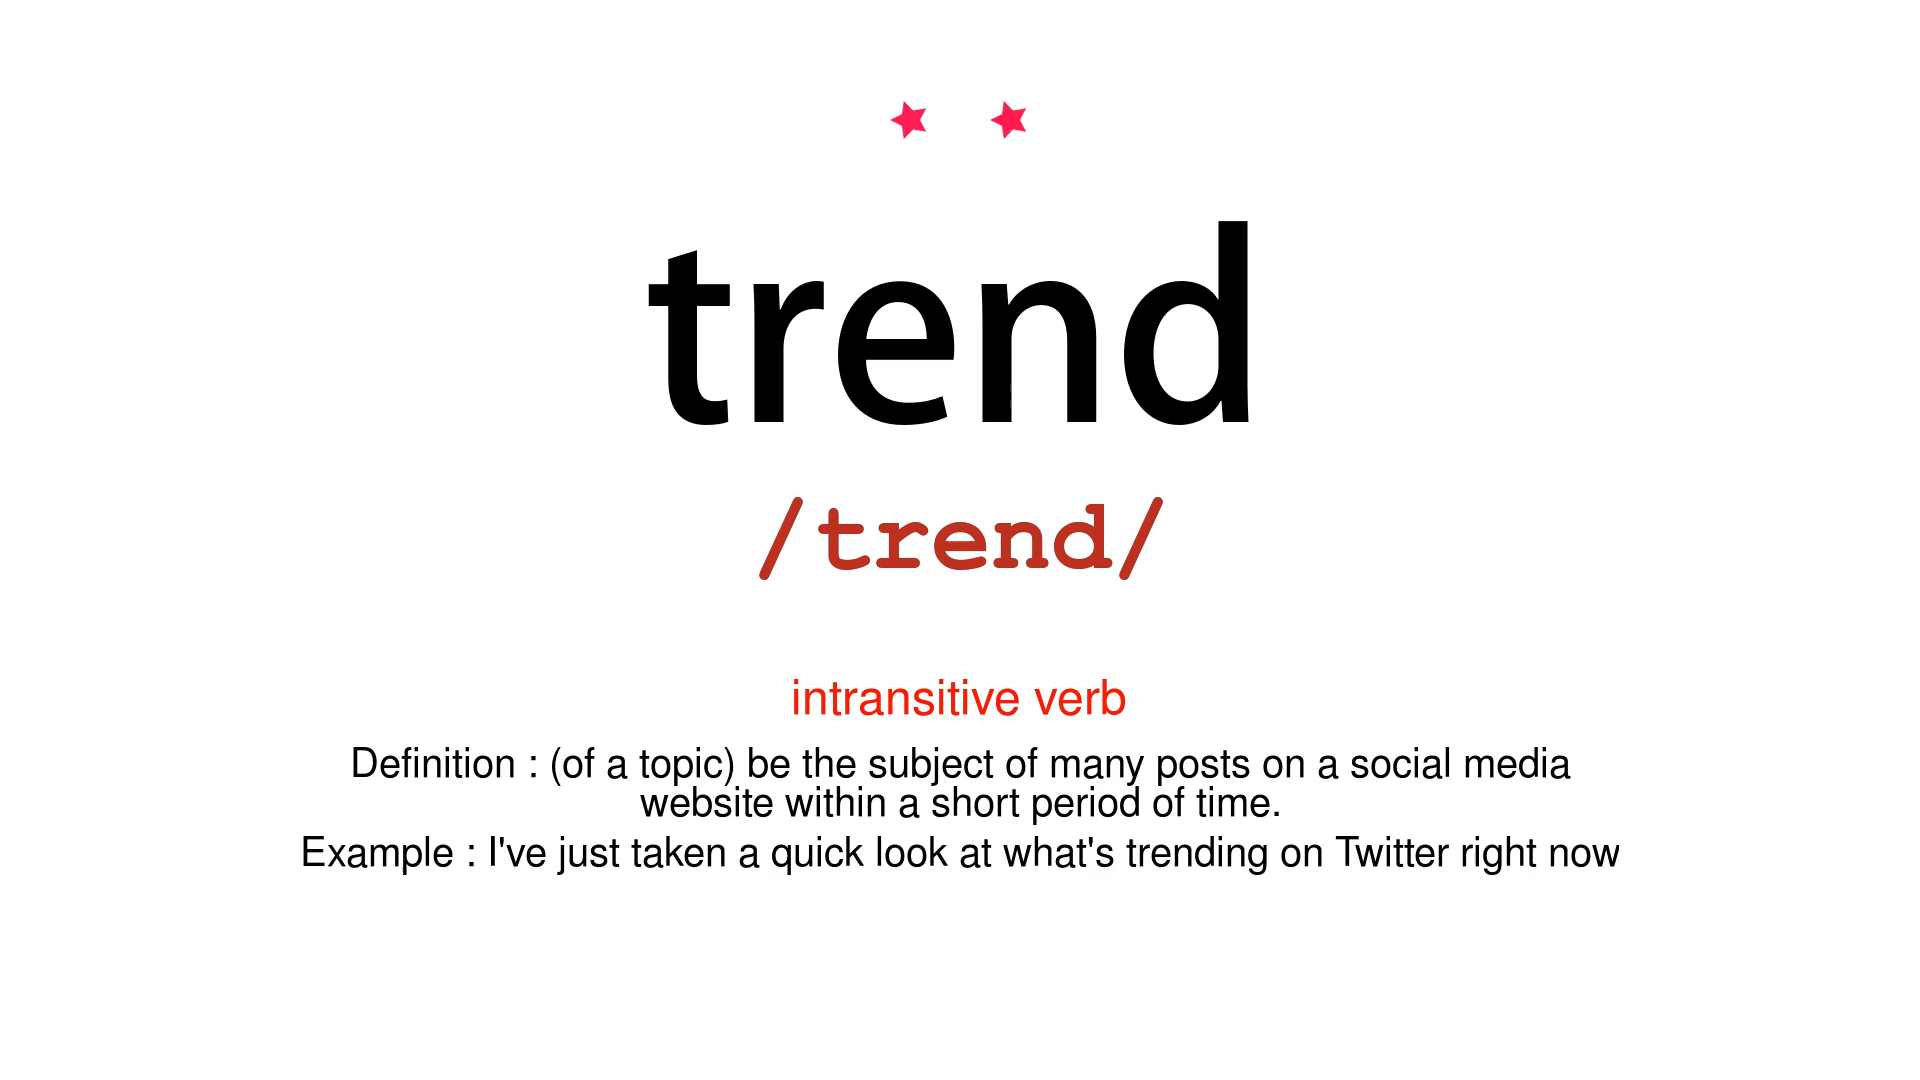 trend
/trend/
intransitive verb
Definition : (of a topic) be the subject of many posts on a social media
website within a short period of time.
Example : I've just taken a quick look at what's trending on Twitter right now